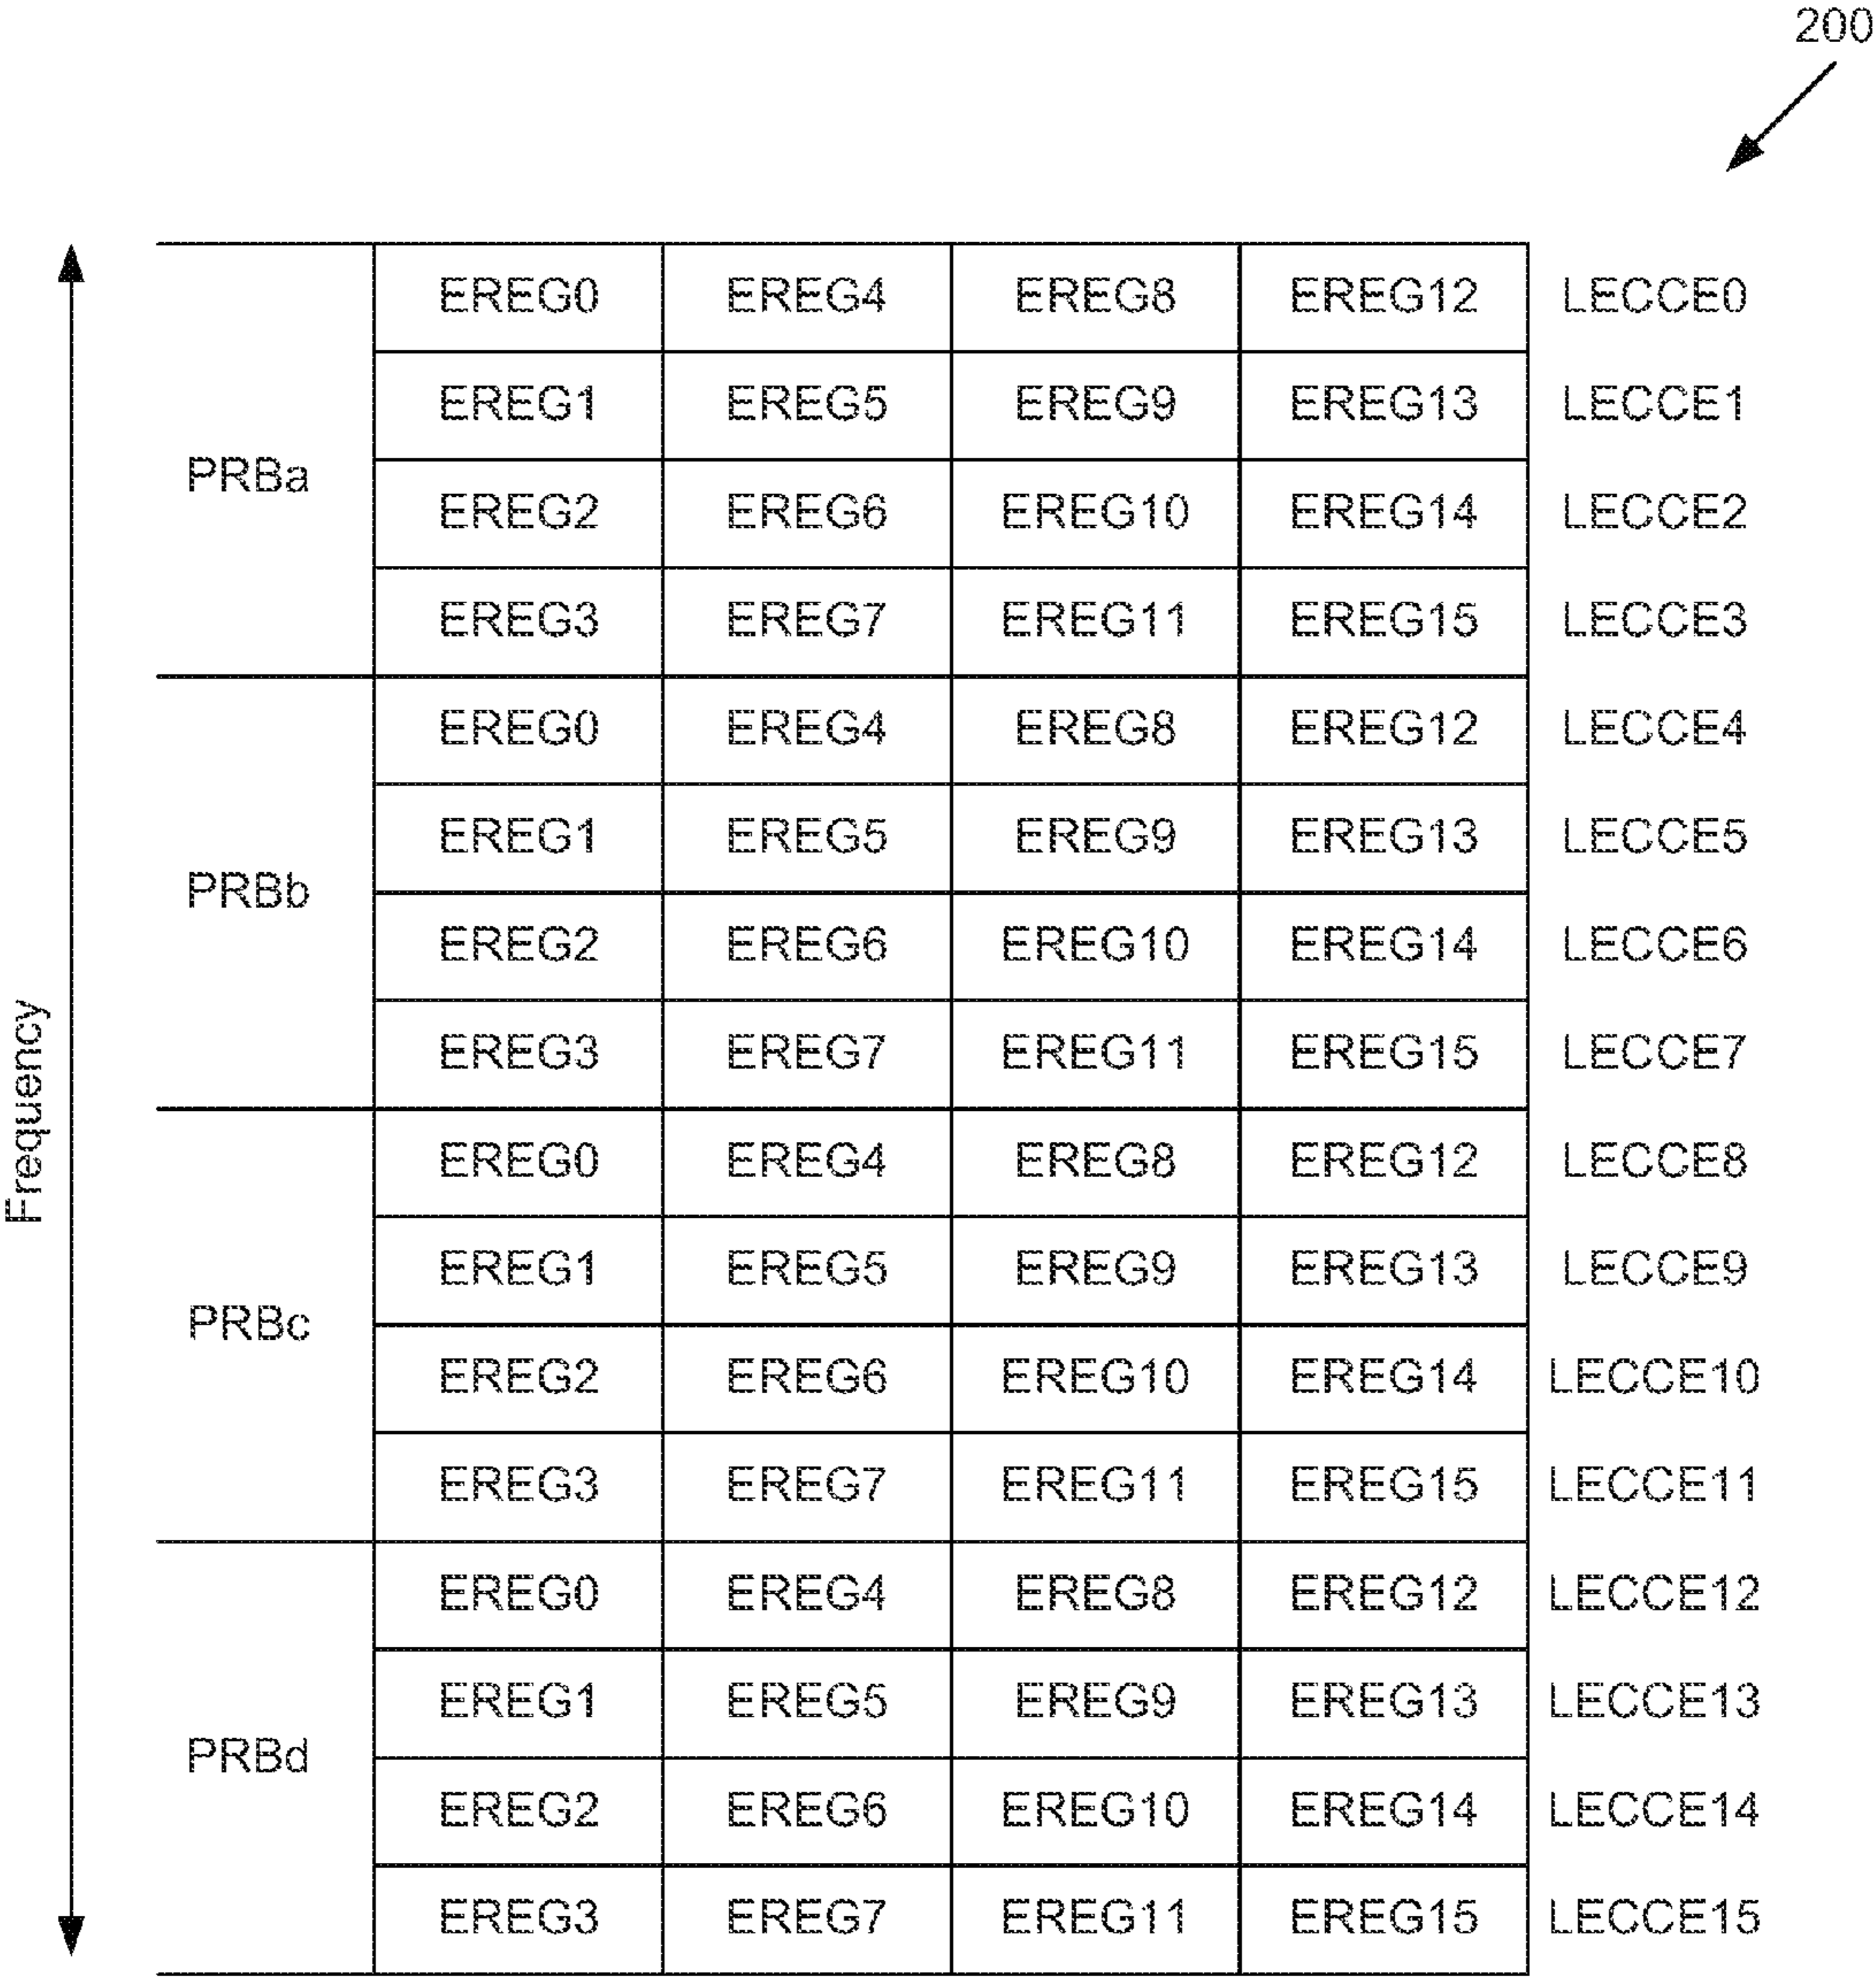 200
EREG0 EREG4 EREG8 EREG12 LECCE0
EREG1 EREG5 EREG9 EREG13 LECCE1
PRBa
EREG2 EREG6 EREG10 EREG14 LECCE2
EREG3 EREG7 EREG11 EREG15 LECCE3
EREG0 EREG4 EREG8 EREG12 LECCE4
EREG1 EREG5 EREG9 EREG13 LECCE5
PRBb
EREG2 EREG6 EREG10 EREG14 LECCE6
EREG3 EREG7 EREG11 EREG15 LECCE7
Frequency
EREG0 EREG4 EREG8 EREG12 LECCE8
EREG1 EREG5 EREG9 EREG13 LECCE9
PRBc
EREG2 EREG6 EREG10 EREG14 LECCE10
EREG3 EREG7 EREG11 EREG15 LECCE11
EREG0 EREG4 EREG8 EREG12 LECCE12
EREG1 EREG5 EREG9 EREG13 LECCE13
PRBd
EREG2 EREG6 EREG10 EREG14 LECCE14
EREG3 EREG7 EREG11 EREG15 LECCE15